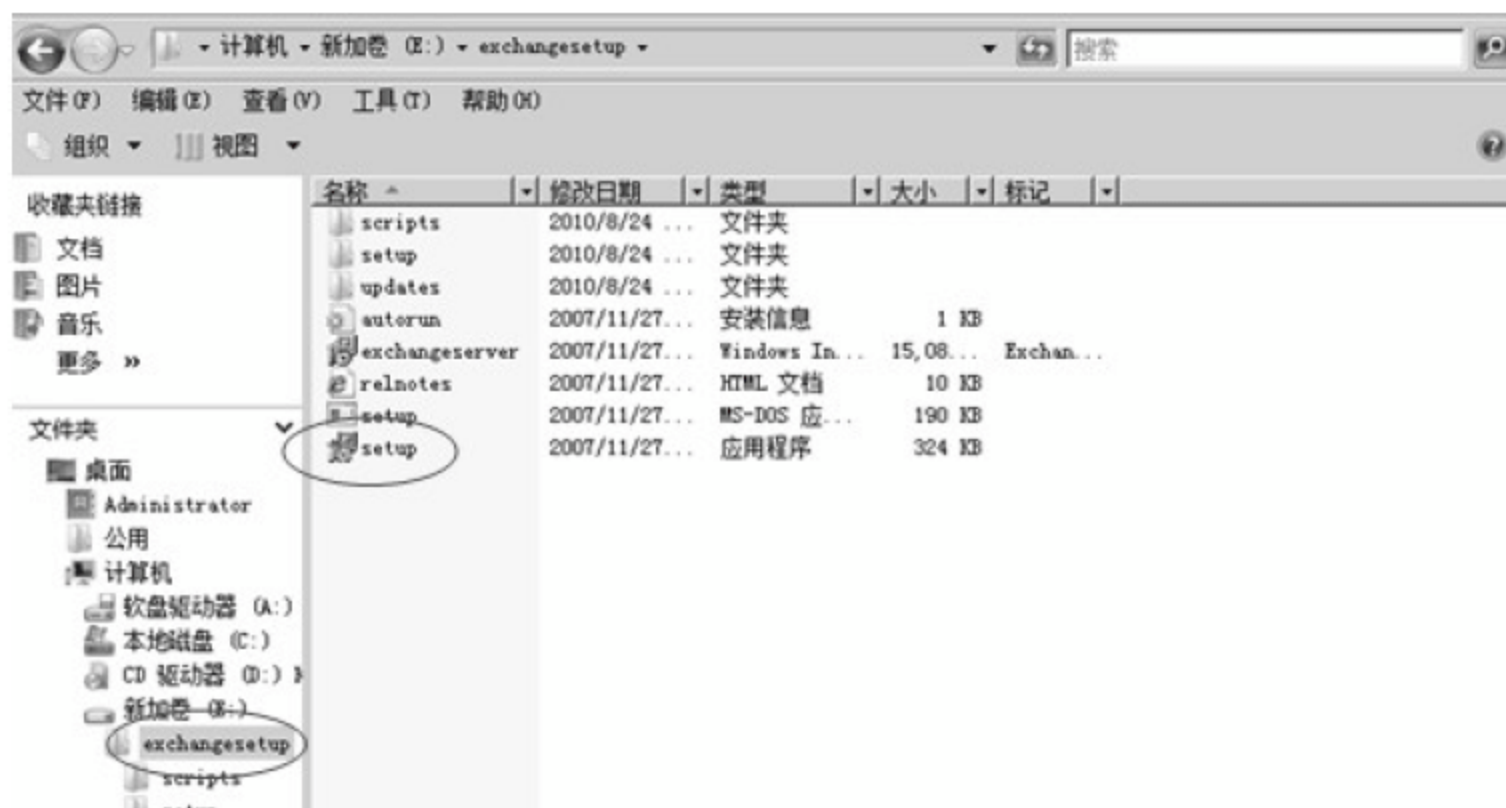 计算机 新加卷 (E:) exchangesetup 搜索
文件(F) 编辑(E) 查看(V) 工具(T) 帮助(H)
组织 视图
收藏夹链接
文档
图片
音乐
更多 »
文件夹
桌面
Administrator
公用
计算机
软盘驱动器 (A:)
本地磁盘 (C:)
CD 驱动器 (D:)
新加卷 (E:)
exchangesetup
scripts
setup
名称 修改日期 类型 大小 标记
scripts 2010/8/24 ... 文件夹
setup 2010/8/24 ... 文件夹
updates 2010/8/24 ... 文件夹
autorun 2007/11/27... 安装信息 1 KB
exchangeserver 2007/11/27... Windows In... 15,08... Exchan...
relnotes 2007/11/27... HTML 文档 10 KB
setup 2007/11/27... MS-DOS 应... 190 KB
setup 2007/11/27... 应用程序 324 KB